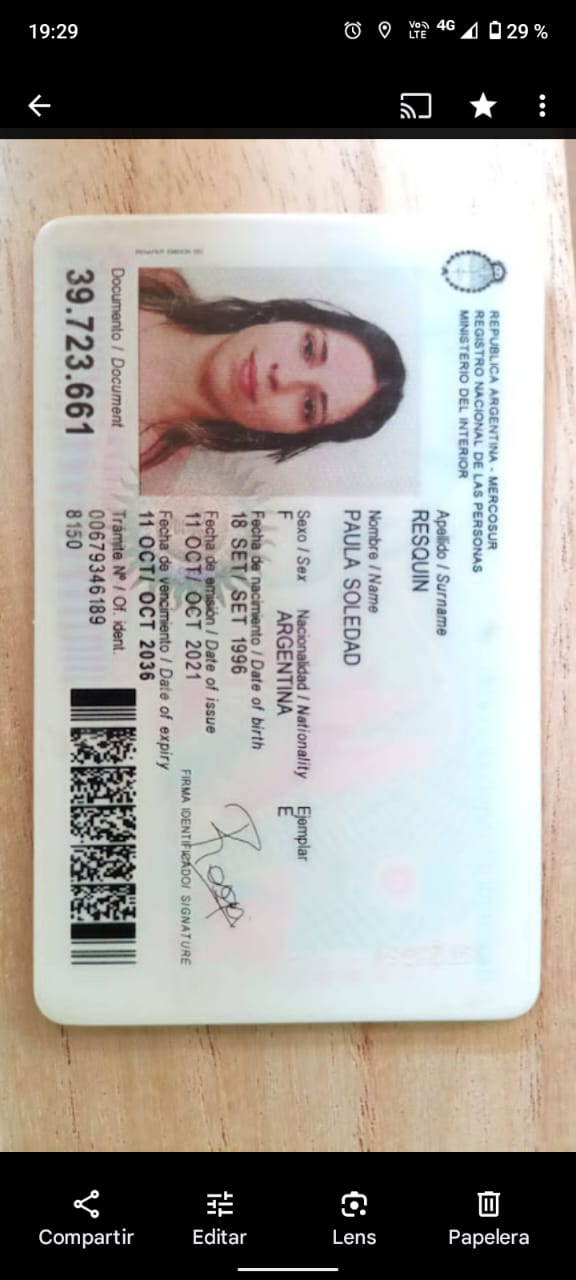 19:29
Vo)) LTE 4G 29 %
REPUBLICA ARGENTINA - MERCOSUR
REGISTRO NACIONAL DE LAS PERSONAS
MINISTERIO DEL INTERIOR
Apellido / Surname
RESQUIN
Nombre / Name
PAULA SOLEDAD
Sexo / Sex Nacionalidad / Nationality Ejemplar
F ARGENTINA E
Fecha de nacimiento / Date of birth
18 SET/ SET 1996
Fecha de emisión / Date of issue
11 OCT/ OCT 2021
Fecha de vencimiento / Date of expiry
11 OCT/ OCT 2036
FIRMA IDENTIFICADO/ SIGNATURE
Documento / Document
39.723.661
Trámite Nº / Of. ident.
00679346189
8150
Compartir Editar Lens Papelera